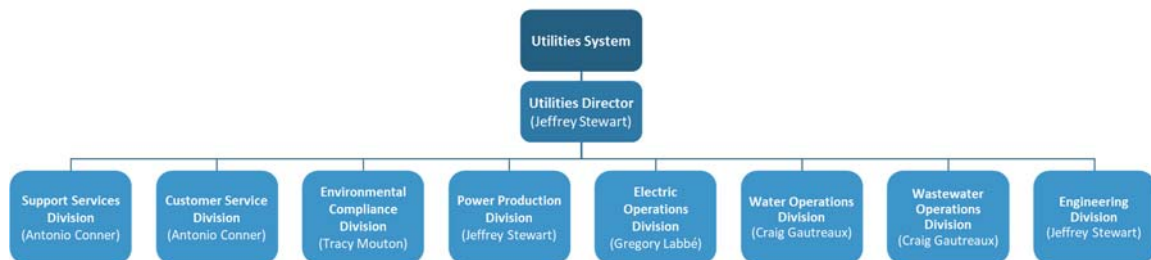 Utilities System
Utilities Director
(Jeffrey Stewart)
Support Services
Division
(Antonio Conner)
Customer Service
Division
(Antonio Conner)
Environmental
Compliance
Division
(Tracy Mouton)
Power Production
Division
(Jeffrey Stewart)
Electric
Operations
Division
(Gregory Labbé)
Water Operations
Division
(Craig Gautreaux)
Wastewater
Operations
Division
(Craig Gautreaux)
Engineering
Division
(Jeffrey Stewart)